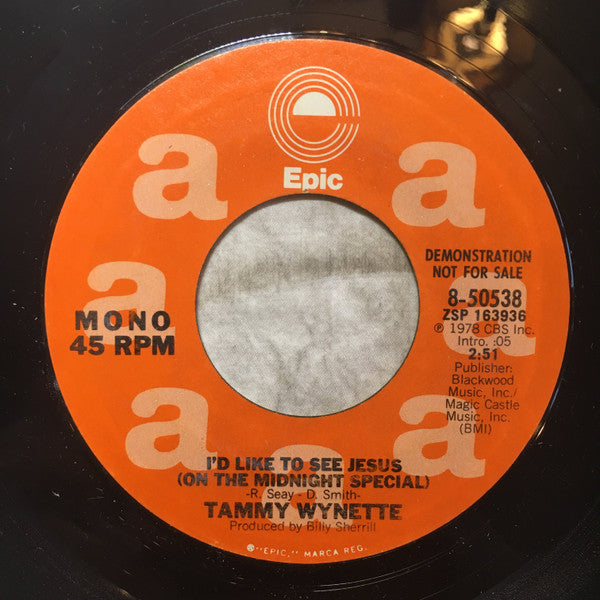 Epic
a a
a a
a a
a
DEMONSTRATION
NOT FOR SALE
8-50538
ZSP 163936
℗ 1978 CBS Inc.
Intro. :05
2:51
Publisher:
Blackwood
Music, Inc./
Magic Castle
Music, Inc.
(BMI)
MONO
45 RPM
I'D LIKE TO SEE JESUS
(ON THE MIDNIGHT SPECIAL)
-R. Seay - D. Smith-
TAMMY WYNETTE
Produced by Billy Sherrill
® "EPIC," MARCA REG.